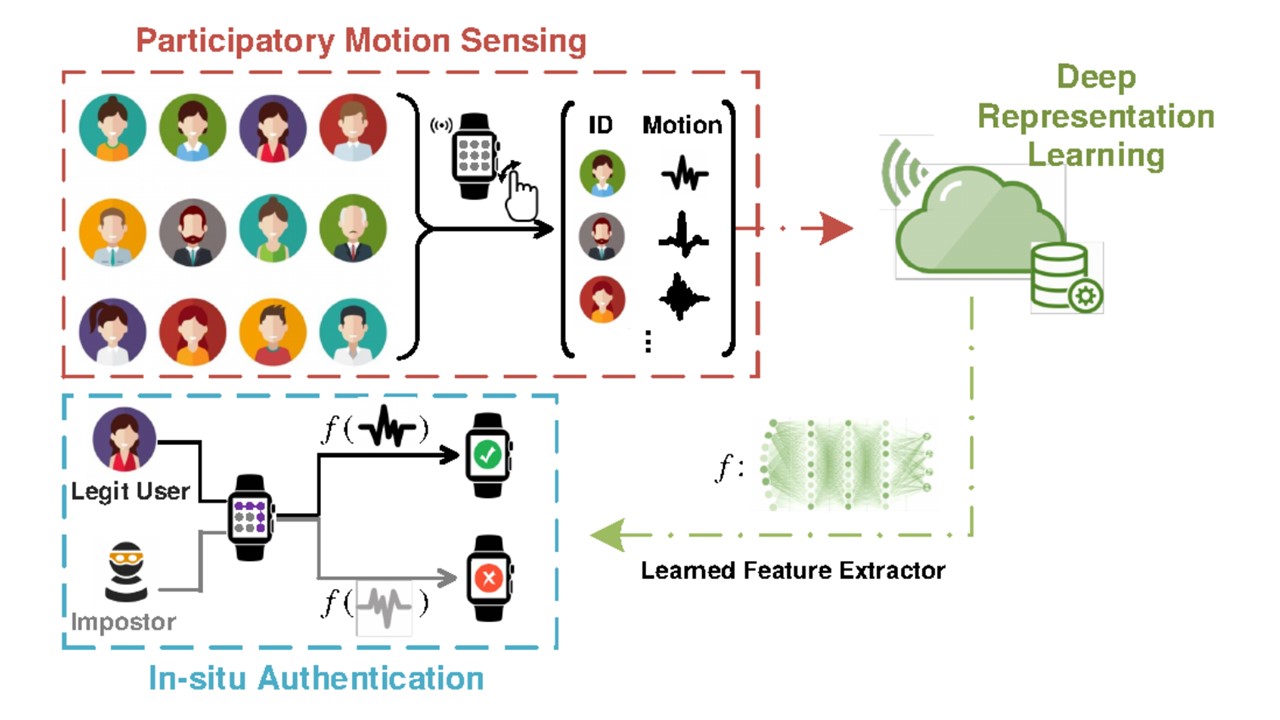 Participatory Motion Sensing
Deep
Representation
Learning
ID Motion
⋮
f( )
Legit User
f:
Learned Feature Extractor
f( )
Impostor
In-situ Authentication